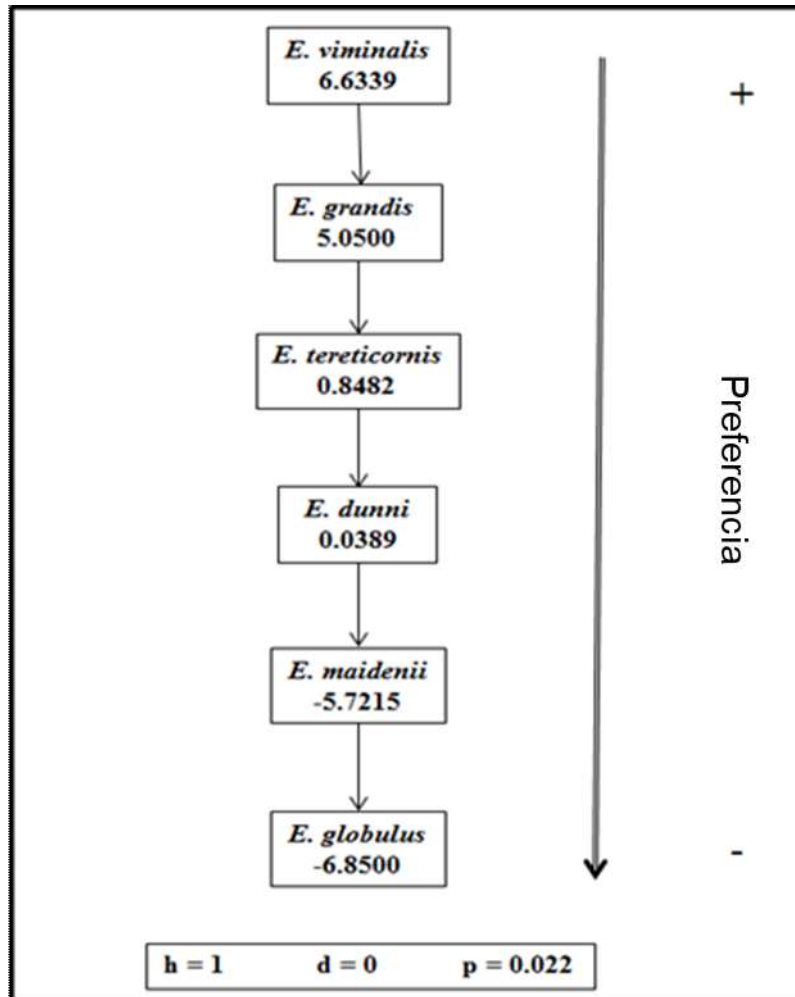 E. viminalis
6.6339
+
E. grandis
5.0500
E. tereticornis
0.8482
Preferencia
E. dunni
0.0389
E. maidenii
-5.7215
E. globulus
-6.8500
-
h = 1 d = 0 p = 0.022